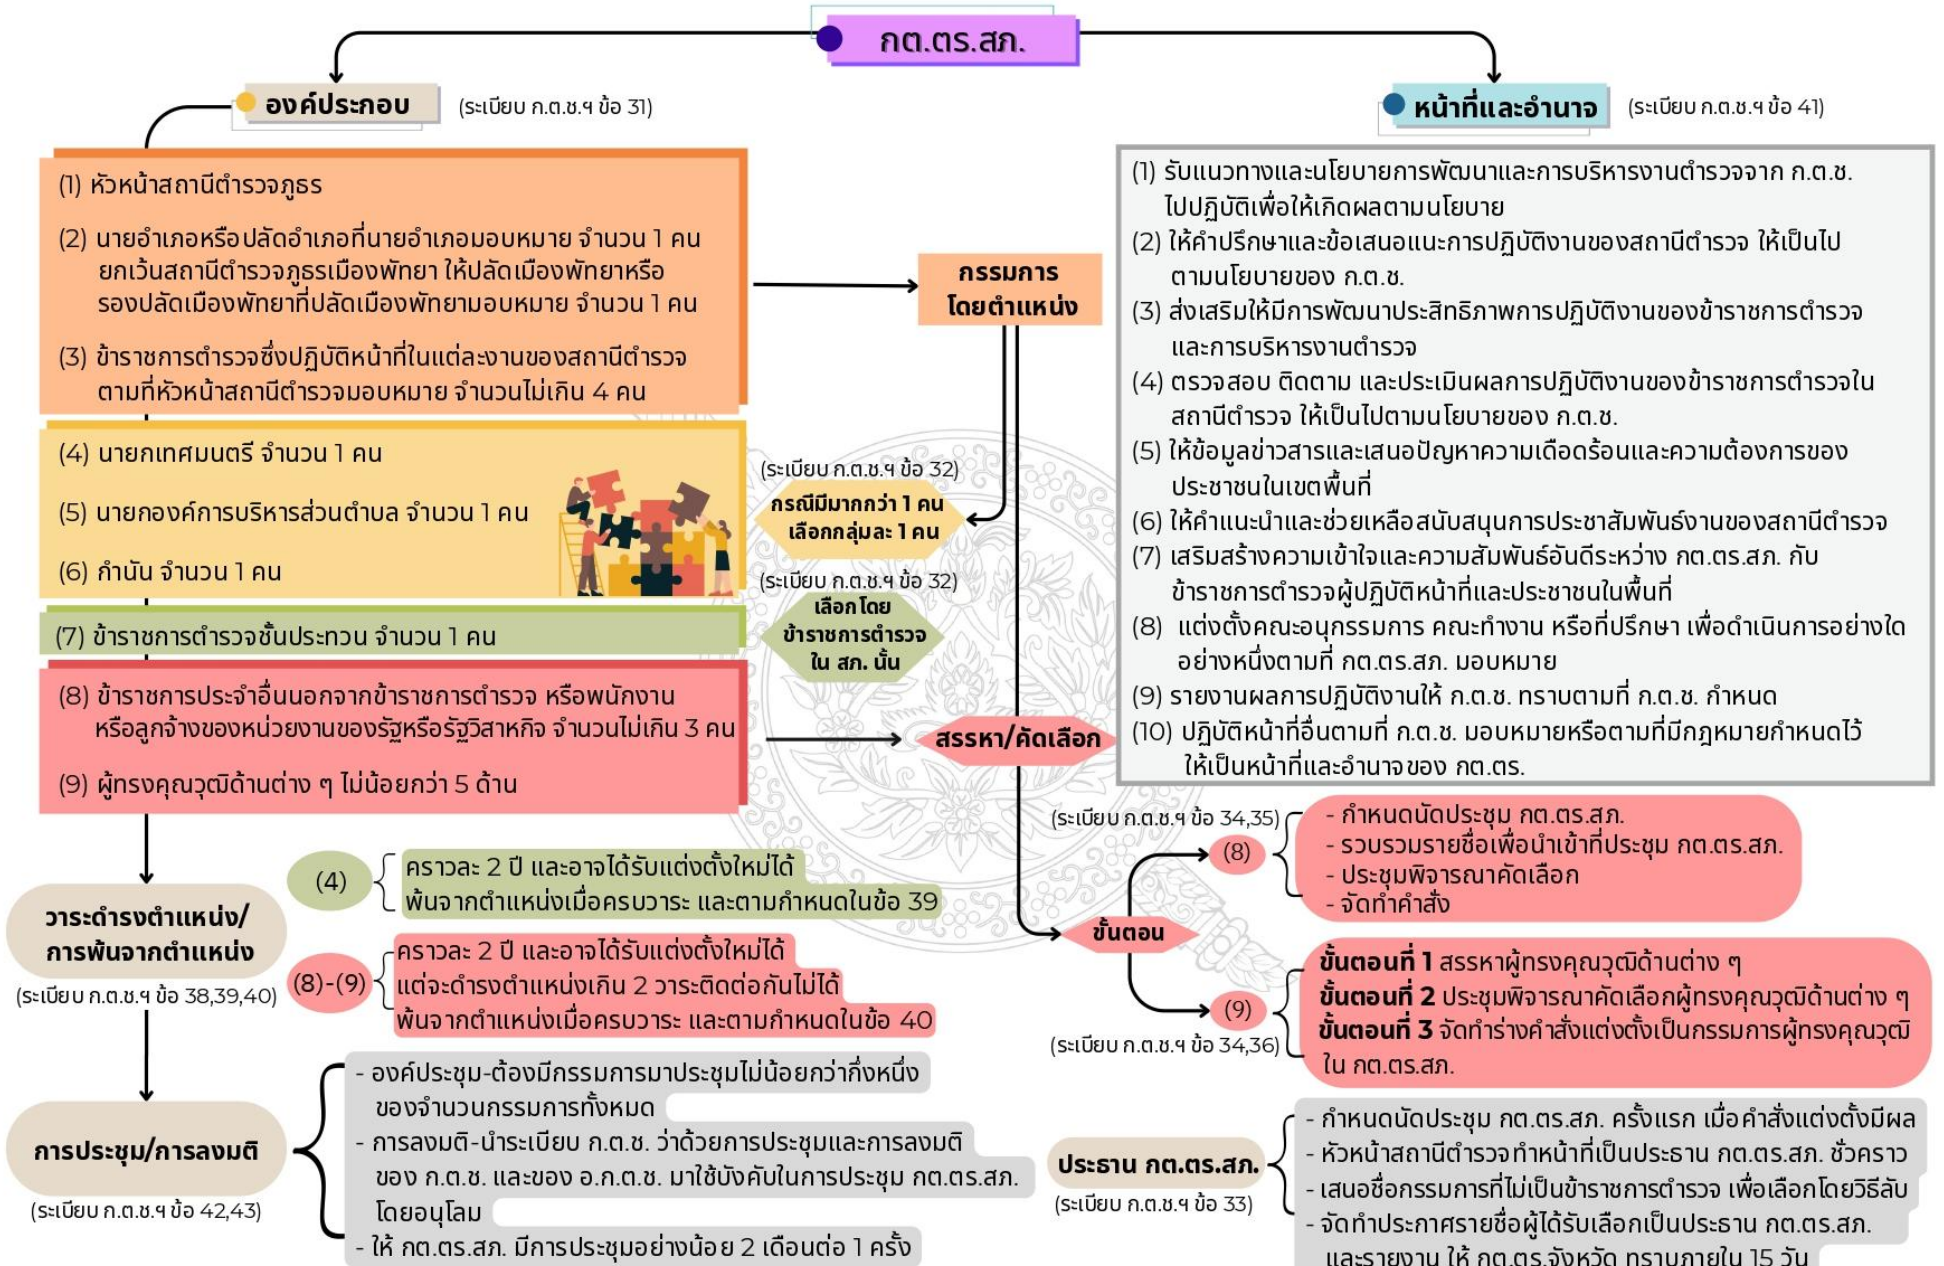 กต.ตร.สภ.
องค์ประกอบ
(ระเบียบ ก.ต.ช.ฯ ข้อ 31)
(1) หัวหน้าสถานีตำรวจภูธร
(2) นายอำเภอหรือปลัดอำเภอที่นายอำเภอมอบหมาย จำนวน 1 คน
ยกเว้นสถานีตำรวจภูธรเมืองพัทยา ให้ปลัดเมืองพัทยาหรือ
รองปลัดเมืองพัทยาที่ปลัดเมืองพัทยามอบหมาย จำนวน 1 คน
(3) ข้าราชการตำรวจซึ่งปฏิบัติหน้าที่ในแต่ละงานของสถานีตำรวจ
ตามที่หัวหน้าสถานีตำรวจมอบหมาย จำนวนไม่เกิน 4 คน
(4) นายกเทศมนตรี จำนวน 1 คน
(5) นายกองค์การบริหารส่วนตำบล จำนวน 1 คน
(6) กำนัน จำนวน 1 คน
(7) ข้าราชการตำรวจชั้นประทวน จำนวน 1 คน
(8) ข้าราชการประจำอื่นนอกจากข้าราชการตำรวจ หรือพนักงาน
หรือลูกจ้างของหน่วยงานของรัฐหรือรัฐวิสาหกิจ จำนวนไม่เกิน 3 คน
(9) ผู้ทรงคุณวุฒิด้านต่าง ๆ ไม่น้อยกว่า 5 ด้าน
กรรมการ
โดยตำแหน่ง
(ระเบียบ ก.ต.ช.ฯ ข้อ 32)
กรณีมีมากกว่า 1 คน
เลือกกลุ่มละ 1 คน
(ระเบียบ ก.ต.ช.ฯ ข้อ 32)
เลือกโดย
ข้าราชการตำรวจ
ใน สภ. นั้น
สรรหา/คัดเลือก
หน้าที่และอำนาจ
(ระเบียบ ก.ต.ช.ฯ ข้อ 41)
(1) รับแนวทางและนโยบายการพัฒนาและการบริหารงานตำรวจจาก ก.ต.ช.
ไปปฏิบัติเพื่อให้เกิดผลตามนโยบาย
(2) ให้คำปรึกษาและข้อเสนอแนะการปฏิบัติงานของสถานีตำรวจ ให้เป็นไป
ตามนโยบายของ ก.ต.ช.
(3) ส่งเสริมให้มีการพัฒนาประสิทธิภาพการปฏิบัติงานของข้าราชการตำรวจ
และการบริหารงานตำรวจ
(4) ตรวจสอบ ติดตาม และประเมินผลการปฏิบัติงานของข้าราชการตำรวจใน
สถานีตำรวจ ให้เป็นไปตามนโยบายของ ก.ต.ช.
(5) ให้ข้อมูลข่าวสารและเสนอปัญหาความเดือดร้อนและความต้องการของ
ประชาชนในเขตพื้นที่
(6) ให้คำแนะนำและช่วยเหลือสนับสนุนการประชาสัมพันธ์งานของสถานีตำรวจ
(7) เสริมสร้างความเข้าใจและความสัมพันธ์อันดีระหว่าง กต.ตร.สภ. กับ
ข้าราชการตำรวจผู้ปฏิบัติหน้าที่และประชาชนในพื้นที่
(8) แต่งตั้งคณะอนุกรรมการ คณะทำงาน หรือที่ปรึกษา เพื่อดำเนินการอย่างใด
อย่างหนึ่งตามที่ กต.ตร.สภ. มอบหมาย
(9) รายงานผลการปฏิบัติงานให้ ก.ต.ช. ทราบตามที่ ก.ต.ช. กำหนด
(10) ปฏิบัติหน้าที่อื่นตามที่ ก.ต.ช. มอบหมายหรือตามที่มีกฎหมายกำหนดไว้
ให้เป็นหน้าที่และอำนาจของ กต.ตร.
วาระดำรงตำแหน่ง/
การพ้นจากตำแหน่ง
(ระเบียบ ก.ต.ช.ฯ ข้อ 38,39,40)
(4)
คราวละ 2 ปี และอาจได้รับแต่งตั้งใหม่ได้
พ้นจากตำแหน่งเมื่อครบวาระ และตามกำหนดในข้อ 39
(8)-(9)
คราวละ 2 ปี และอาจได้รับแต่งตั้งใหม่ได้
แต่จะดำรงตำแหน่งเกิน 2 วาระติดต่อกันไม่ได้
พ้นจากตำแหน่งเมื่อครบวาระ และตามกำหนดในข้อ 40
ขั้นตอน
(ระเบียบ ก.ต.ช.ฯ ข้อ 34,35)
(8)
- กำหนดนัดประชุม กต.ตร.สภ.
- รวบรวมรายชื่อเพื่อนำเข้าที่ประชุม กต.ตร.สภ.
- ประชุมพิจารณาคัดเลือก
- จัดทำคำสั่ง
(9)
(ระเบียบ ก.ต.ช.ฯ ข้อ 34,36)
ขั้นตอนที่ 1 สรรหาผู้ทรงคุณวุฒิด้านต่าง ๆ
ขั้นตอนที่ 2 ประชุมพิจารณาคัดเลือกผู้ทรงคุณวุฒิด้านต่าง ๆ
ขั้นตอนที่ 3 จัดทำร่างคำสั่งแต่งตั้งเป็นกรรมการผู้ทรงคุณวุฒิ
ใน กต.ตร.สภ.
การประชุม/การลงมติ
(ระเบียบ ก.ต.ช.ฯ ข้อ 42,43)
- องค์ประชุม-ต้องมีกรรมการมาประชุมไม่น้อยกว่ากึ่งหนึ่ง
ของจำนวนกรรมการทั้งหมด
- การลงมติ-นำระเบียบ ก.ต.ช. ว่าด้วยการประชุมและการลงมติ
ของ ก.ต.ช. และของ อ.ก.ต.ช. มาใช้บังคับในการประชุม กต.ตร.สภ.
โดยอนุโลม
- ให้ กต.ตร.สภ. มีการประชุมอย่างน้อย 2 เดือนต่อ 1 ครั้ง
ประธาน กต.ตร.สภ.
(ระเบียบ ก.ต.ช.ฯ ข้อ 33)
- กำหนดนัดประชุม กต.ตร.สภ. ครั้งแรก เมื่อคำสั่งแต่งตั้งมีผล
- หัวหน้าสถานีตำรวจทำหน้าที่เป็นประธาน กต.ตร.สภ. ชั่วคราว
- เสนอชื่อกรรมการที่ไม่เป็นข้าราชการตำรวจ เพื่อเลือกโดยวิธีลับ
- จัดทำประกาศรายชื่อผู้ได้รับเลือกเป็นประธาน กต.ตร.สภ.
และรายงาน ให้ กต.ตร.จังหวัด ทราบภายใน 15 วัน